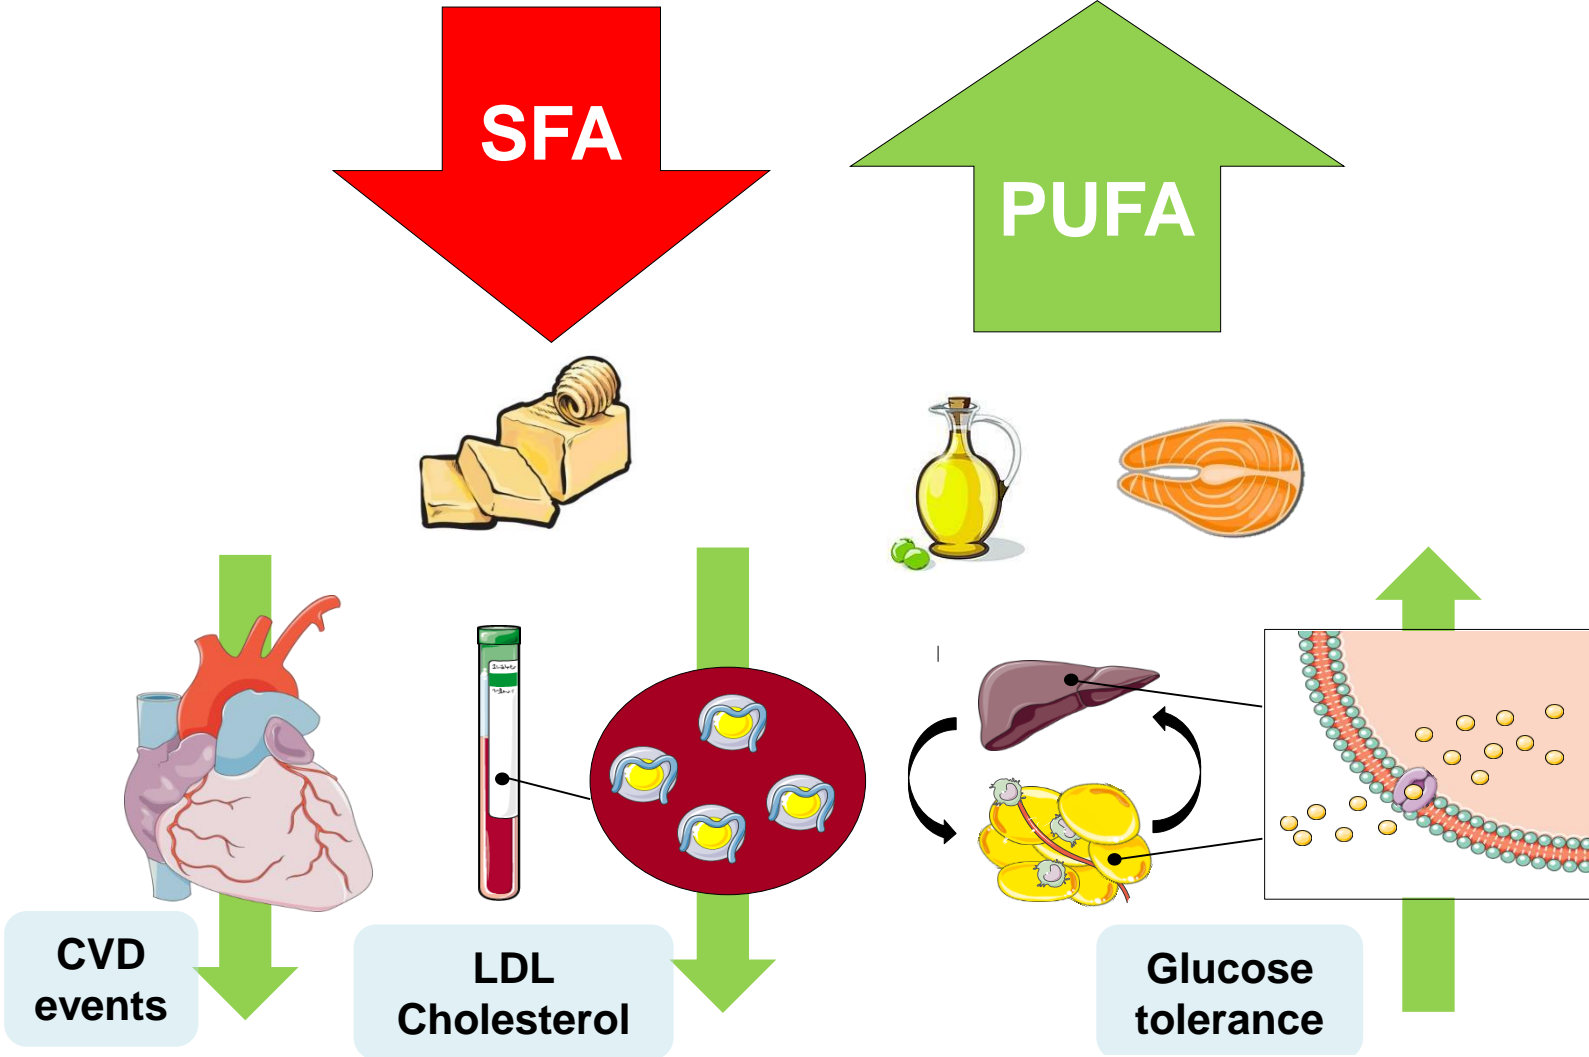 SFA
PUFA
CVD
events
LDL
Cholesterol
Glucose
tolerance